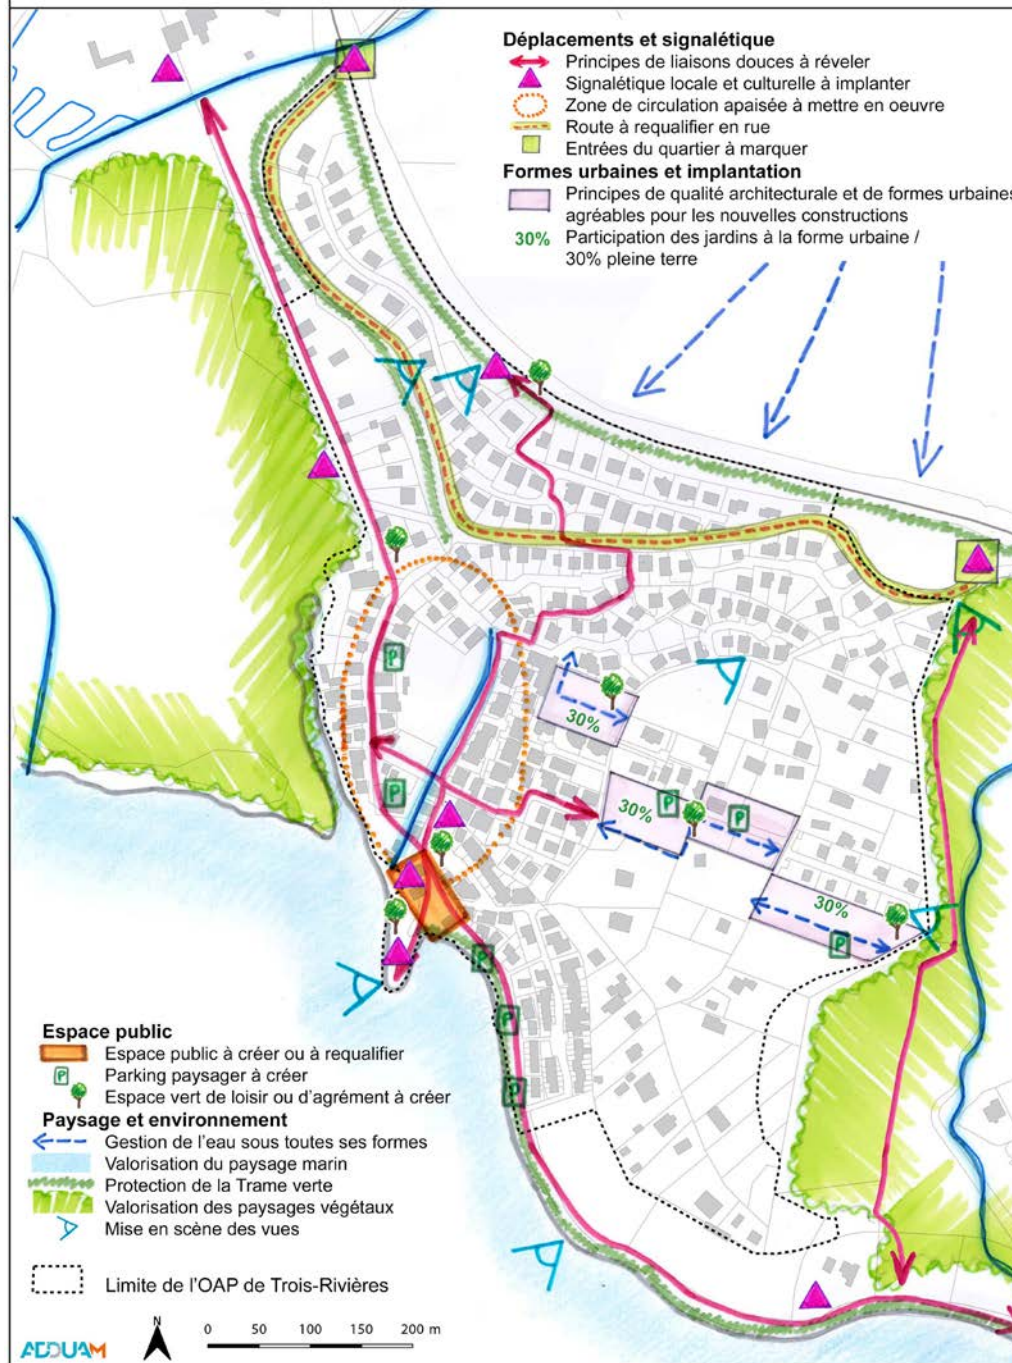 Déplacements et signalétique
Principes de liaisons douces à réveler
Signalétique locale et culturelle à implanter
Zone de circulation apaisée à mettre en oeuvre
Route à requalifier en rue
Entrées du quartier à marquer
Formes urbaines et implantation
Principes de qualité architecturale et de formes urbaines
agréables pour les nouvelles constructions
30% Participation des jardins à la forme urbaine /
30% pleine terre
P
30%
P
30%
P
P
30%
P
P
P
P
Espace public
Espace public à créer ou à requalifier
P Parking paysager à créer
Espace vert de loisir ou d'agrément à créer
Paysage et environnement
Gestion de l'eau sous toutes ses formes
Valorisation du paysage marin
Protection de la Trame verte
Valorisation des paysages végétaux
Mise en scène des vues
Limite de l'OAP de Trois-Rivières
ADDUAM
N
0 50 100 150 200 m